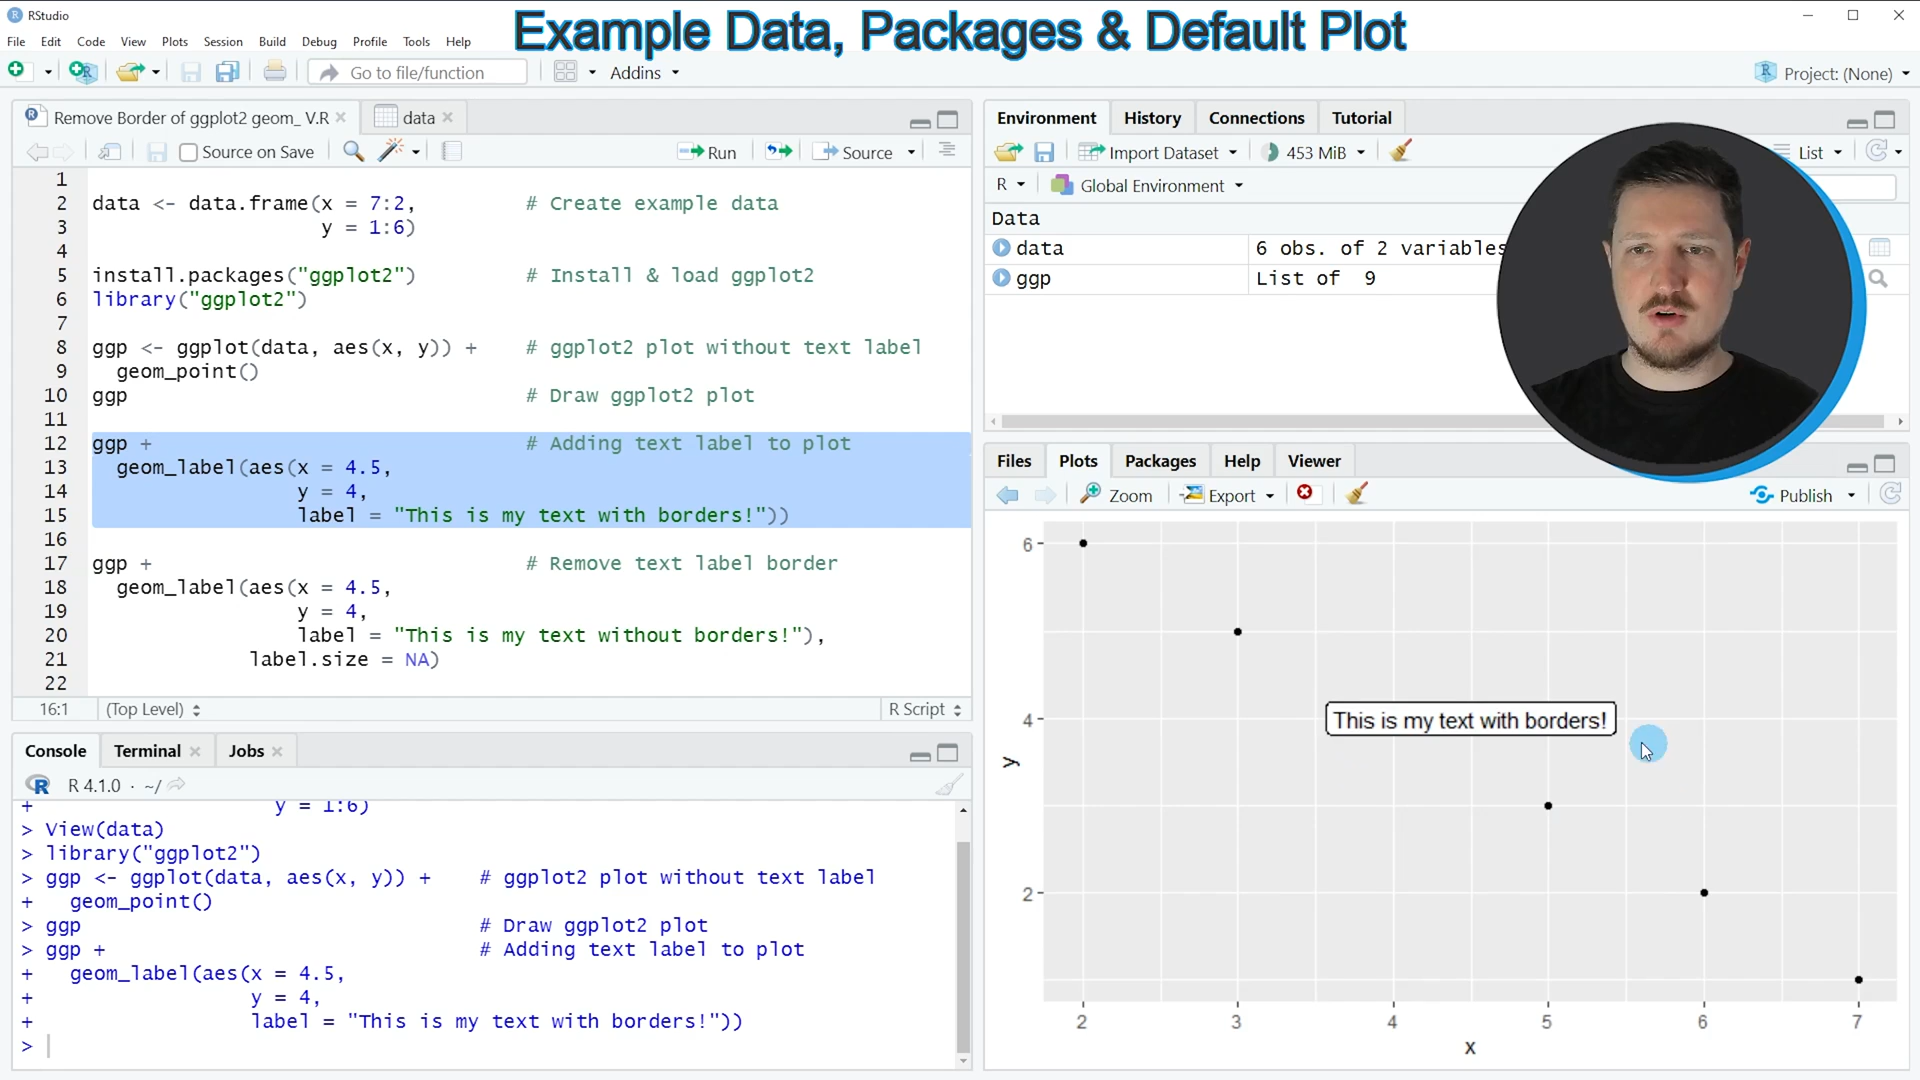 RStudio
Example Data, Packages & Default Plot
File Edit Code View Plots Session Build Debug Profile Tools Help
Go to file/function
Addins
Project: (None)
Remove Border of ggplot2 geom_ V.R
data
Source on Save
Run
Source
1
2 data <- data.frame(x = 7:2, # Create example data
3 y = 1:6)
4
5 install.packages("ggplot2") # Install & load ggplot2
6 library("ggplot2")
7
8 ggp <- ggplot(data, aes(x, y)) + # ggplot2 plot without text label
9 geom_point()
10 ggp # Draw ggplot2 plot
11
12 ggp + # Adding text label to plot
13 geom_label(aes(x = 4.5,
14 y = 4,
15 label = "This is my text with borders!"))
16
17 ggp + # Remove text label border
18 geom_label(aes(x = 4.5,
19 y = 4,
20 label = "This is my text without borders!"),
21 label.size = NA)
22
16:1 (Top Level) R Script
Console Terminal Jobs
R 4.1.0 · ~/
+ y = 1:6)
> View(data)
> library("ggplot2")
> ggp <- ggplot(data, aes(x, y)) + # ggplot2 plot without text label
+ geom_point()
> ggp # Draw ggplot2 plot
> ggp + # Adding text label to plot
+ geom_label(aes(x = 4.5,
+ y = 4,
+ label = "This is my text with borders!"))
>
Environment History Connections Tutorial
Import Dataset 453 MiB List
R Global Environment
Data
data 6 obs. of 2 variables
ggp List of 9
Files Plots Packages Help Viewer
Zoom Export Publish
6
4
2
y
This is my text with borders!
2 3 4 5 6 7
x